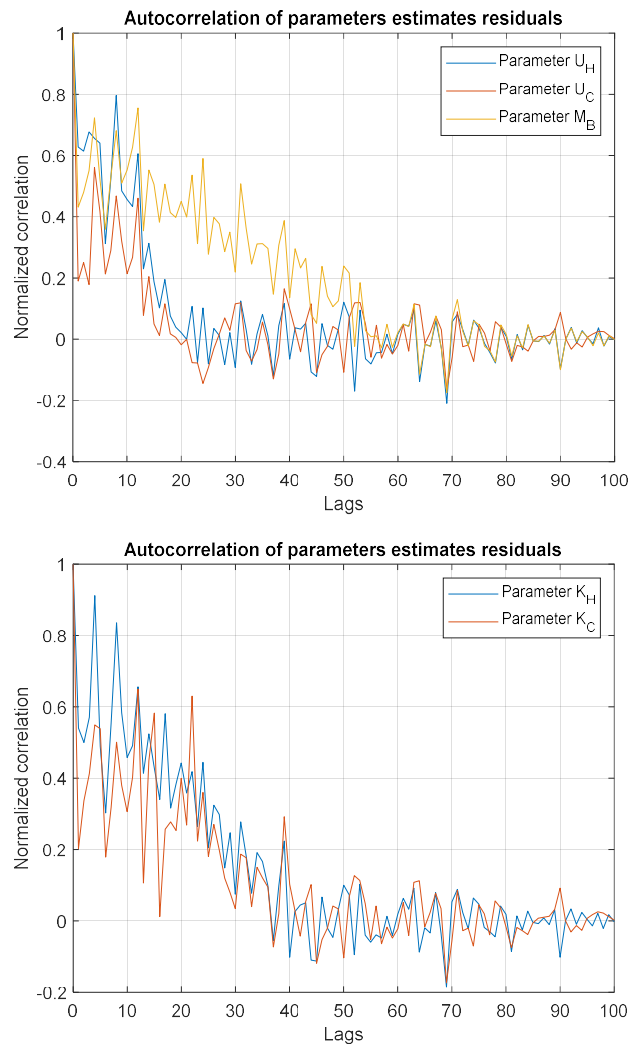 Autocorrelation of parameters estimates residuals
1
0.8
0.6
0.4
0.2
0
-0.2
-0.4
Normalized correlation
Parameter U_H
Parameter U_C
Parameter M_B
0 10 20 30 40 50 60 70 80 90 100
Lags
Autocorrelation of parameters estimates residuals
1
0.8
0.6
0.4
0.2
0
-0.2
Normalized correlation
Parameter K_H
Parameter K_C
0 10 20 30 40 50 60 70 80 90 100
Lags